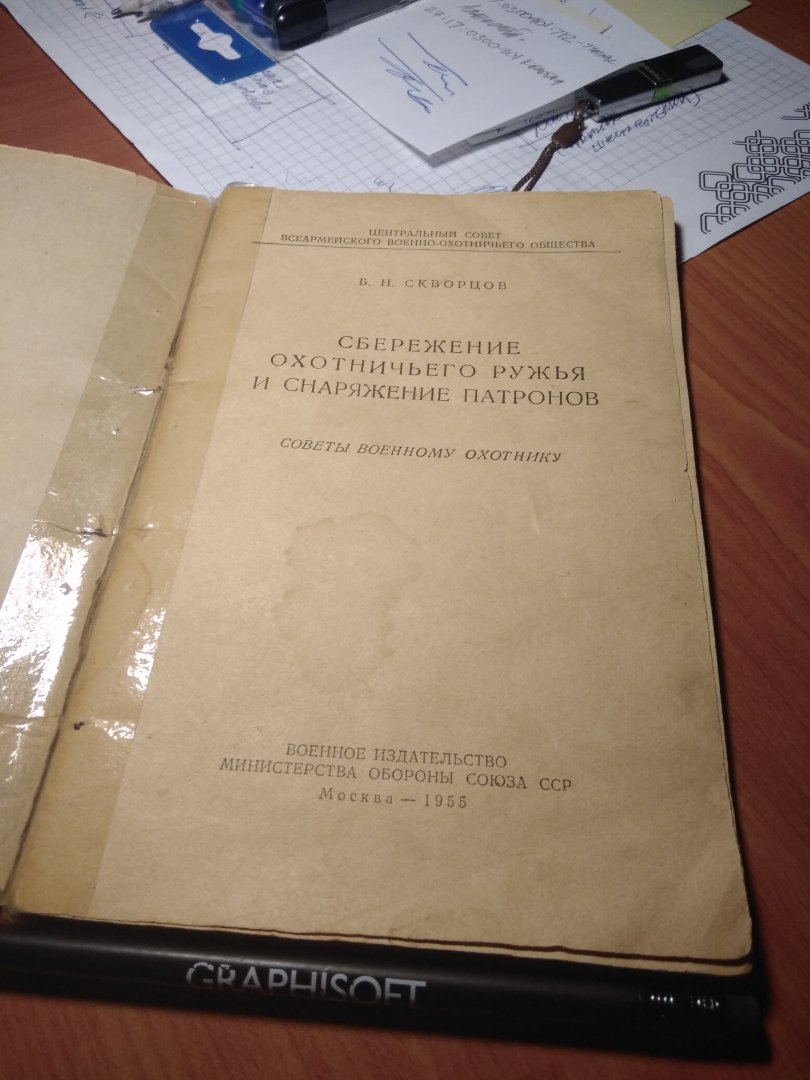 ЦЕНТРАЛЬНЫЙ СОВЕТ
ВСЕАРМЕЙСКОГО ВОЕННО-ОХОТНИЧЬЕГО ОБЩЕСТВА
Б. Н. СКВОРЦОВ
СБЕРЕЖЕНИЕ
ОХОТНИЧЬЕГО РУЖЬЯ
И СНАРЯЖЕНИЕ ПАТРОНОВ
СОВЕТЫ ВОЕННОМУ ОХОТНИКУ
ВОЕННОЕ ИЗДАТЕЛЬСТВО
МИНИСТЕРСТВА ОБОРОНЫ СОЮЗА ССР
Москва — 1955
GRAPHISOFT